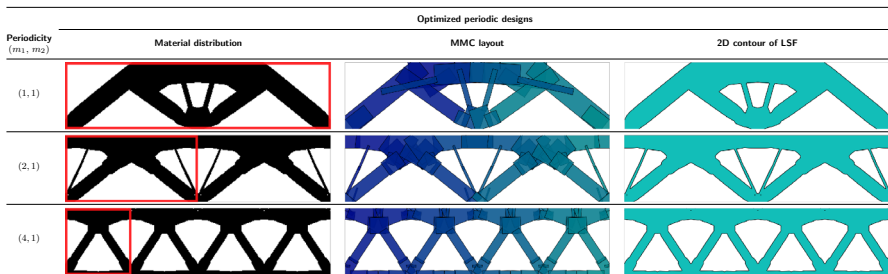 Optimized periodic designs
Periodicity
(m₁, m₂)
Material distribution
MMC layout
2D contour of LSF
(1, 1)
(2, 1)
(4, 1)